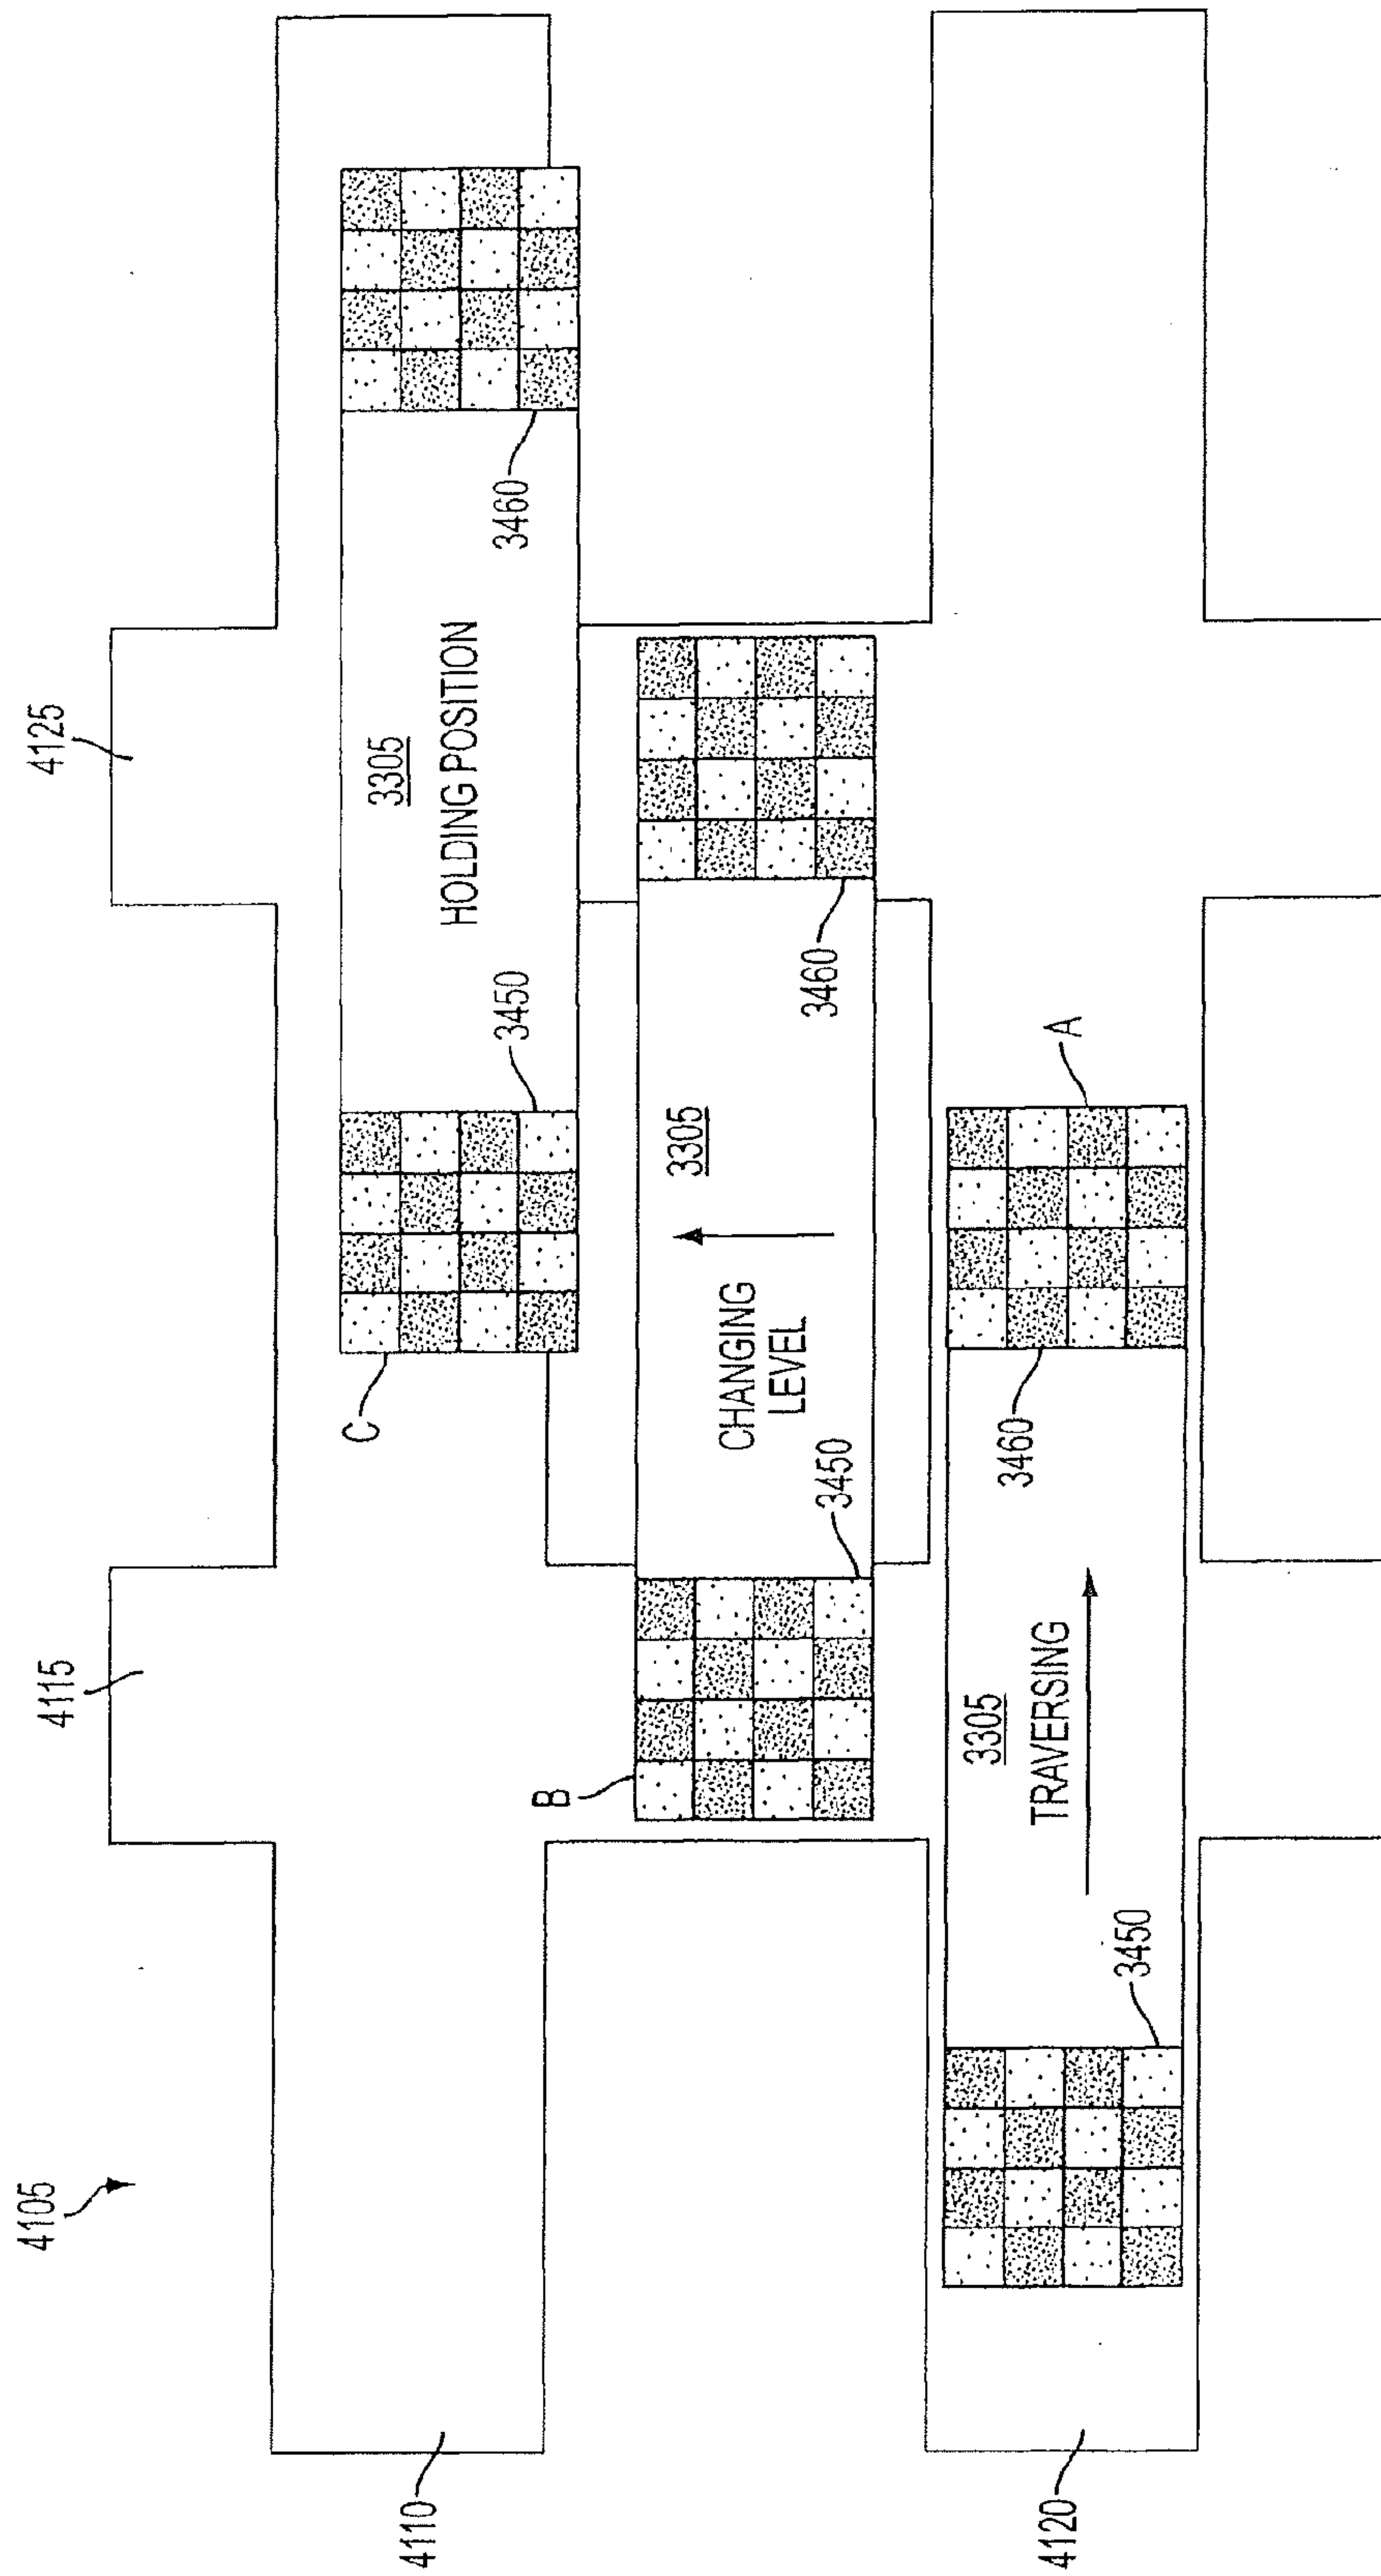 4105
4115
4125
4110
C
3450
3305
HOLDING POSITION
3460
B
3450
CHANGING
LEVEL
3305
3460
4120
3450
3305
TRAVERSING
3460
A